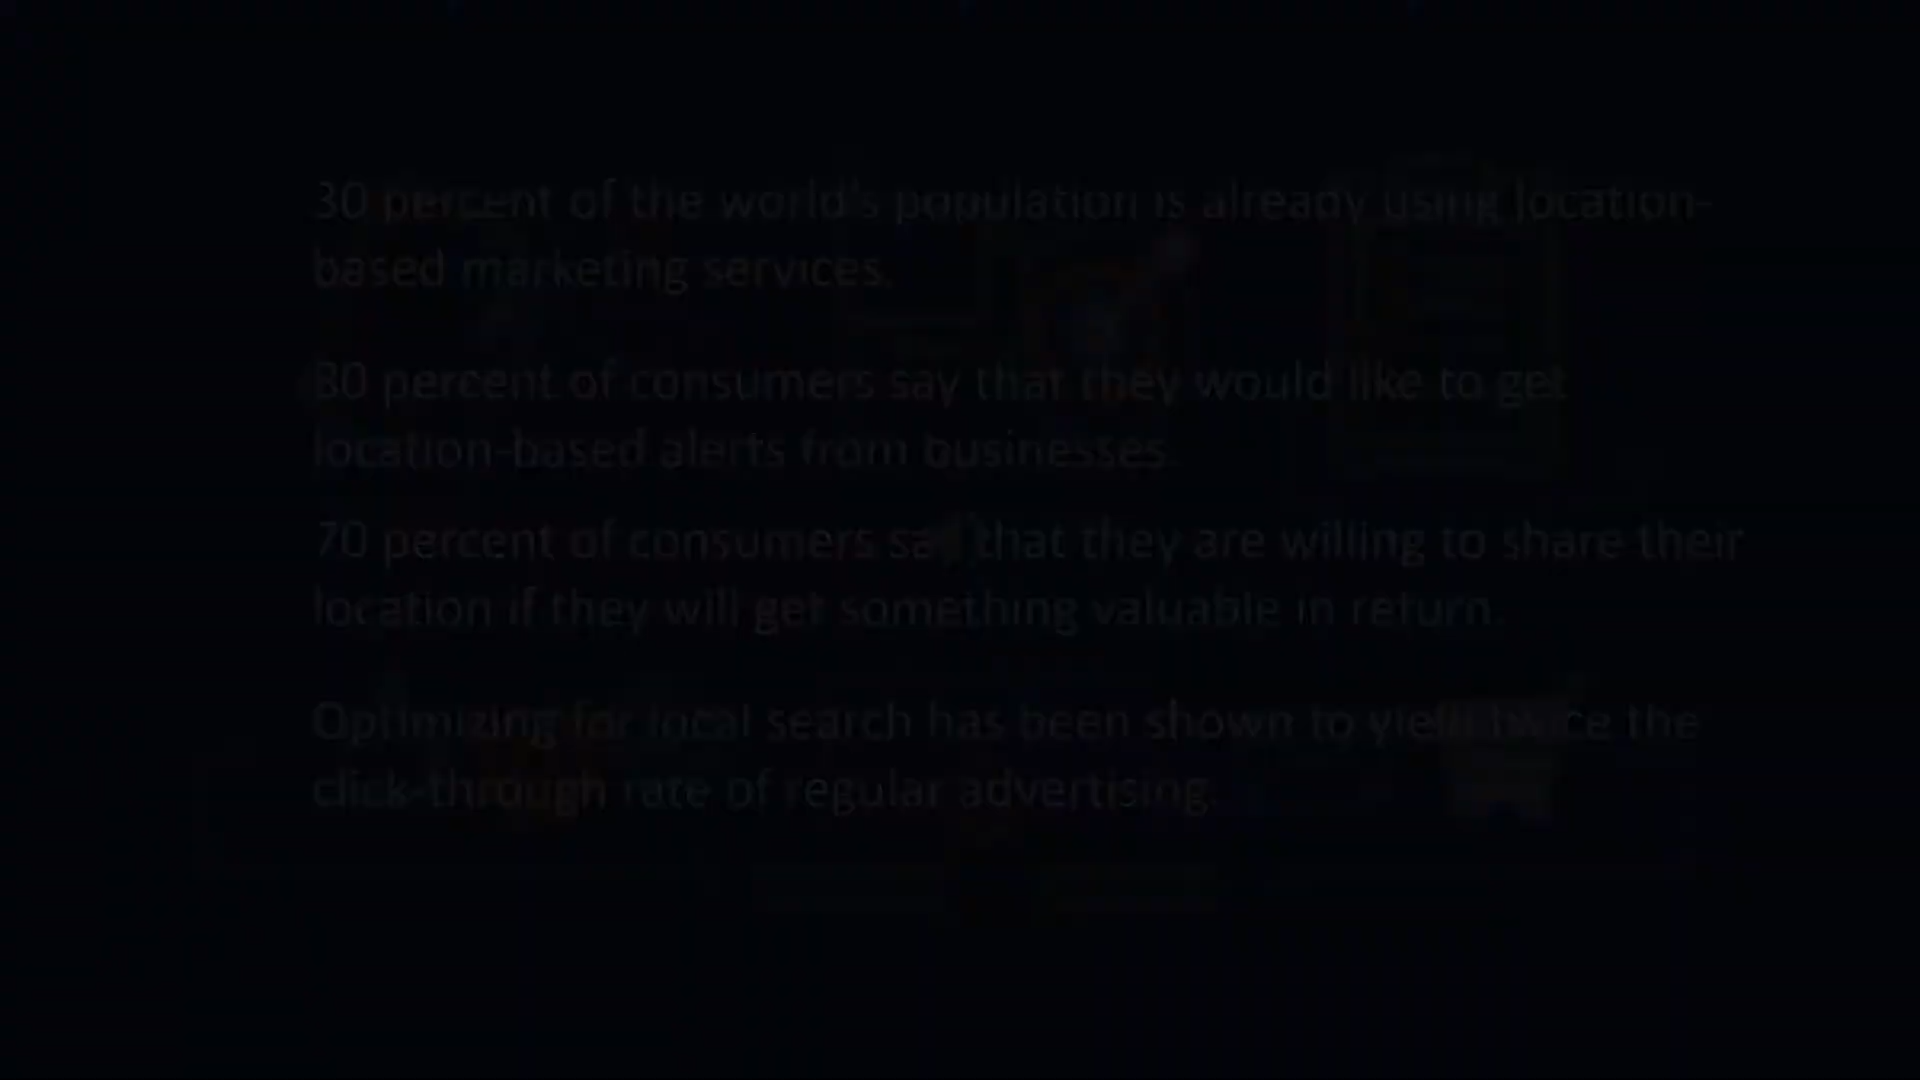 30 percent of the world's population is already using location-
based marketing services.
80 percent of consumers say that they would like to get
location-based alerts from businesses.
70 percent of consumers said that they are willing to share their
location if they will get something valuable in return.
Optimizing for local search has been shown to yield twice the
click-through rate of regular advertising.